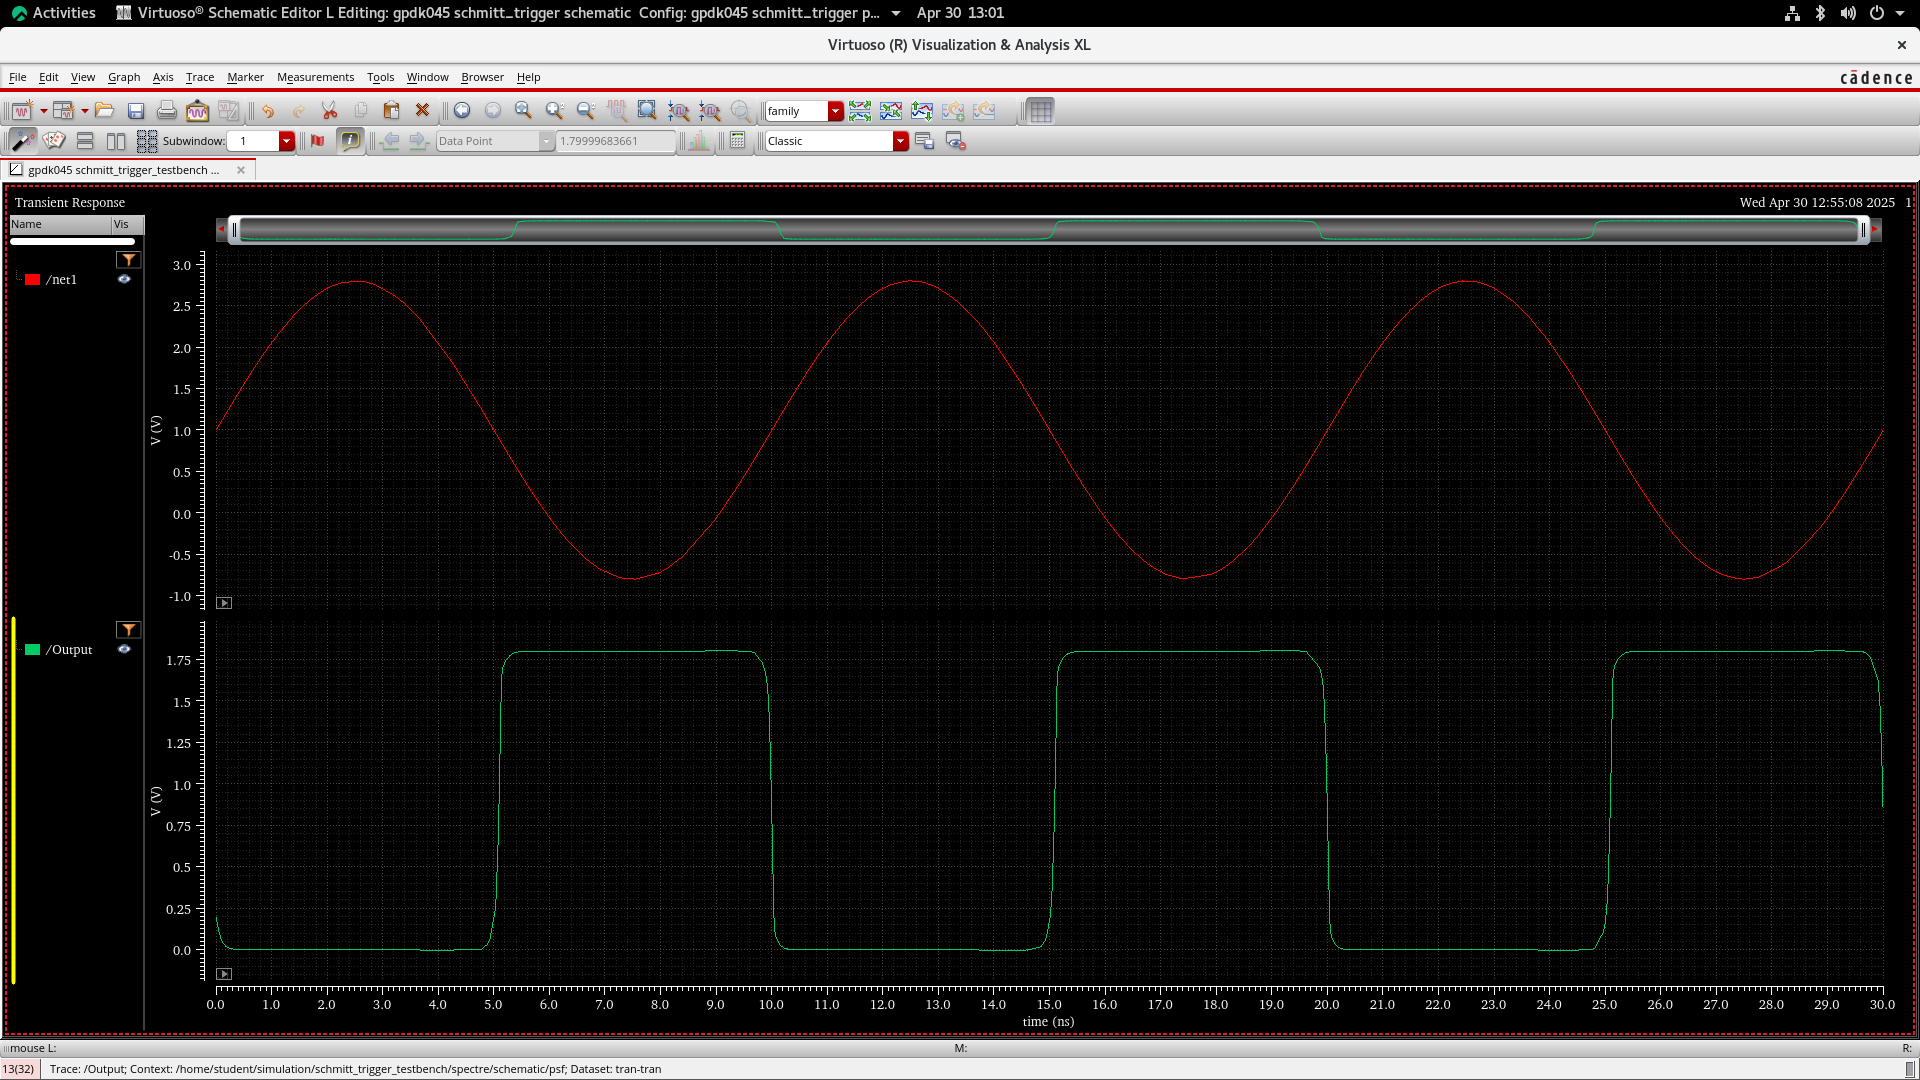 Activities
Virtuoso® Schematic Editor L Editing: gpdk045 schmitt_trigger schematic  Config: gpdk045 schmitt_trigger p...
Apr 30  13:01
Virtuoso (R) Visualization & Analysis XL
×
File Edit View Graph Axis Trace Marker Measurements Tools Window Browser Help
cādence
family
Subwindow: 1
Data Point
1.79999683661
Classic
gpdk045 schmitt_trigger_testbench ...
Transient Response
Wed Apr 30 12:55:08 2025  1
Name Vis
/net1
3.0
2.5
2.0
1.5
1.0
0.5
0.0
-0.5
-1.0
V (V)
/Output
1.75
1.5
1.25
1.0
0.75
0.5
0.25
0.0
V (V)
0.0 1.0 2.0 3.0 4.0 5.0 6.0 7.0 8.0 9.0 10.0 11.0 12.0 13.0 14.0 15.0 16.0 17.0 18.0 19.0 20.0 21.0 22.0 23.0 24.0 25.0 26.0 27.0 28.0 29.0 30.0
time (ns)
mouse L: M: R:
13(32) Trace: /Output; Context: /home/student/simulation/schmitt_trigger_testbench/spectre/schematic/psf; Dataset: tran-tran